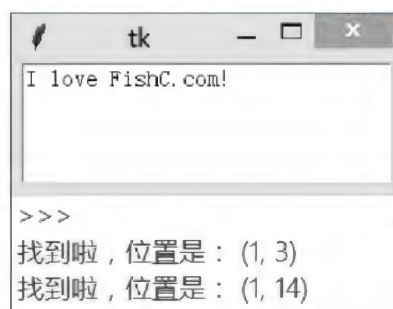 tk
I love FishC.com!
>>>
找到啦，位置是： (1, 3)
找到啦，位置是： (1, 14)